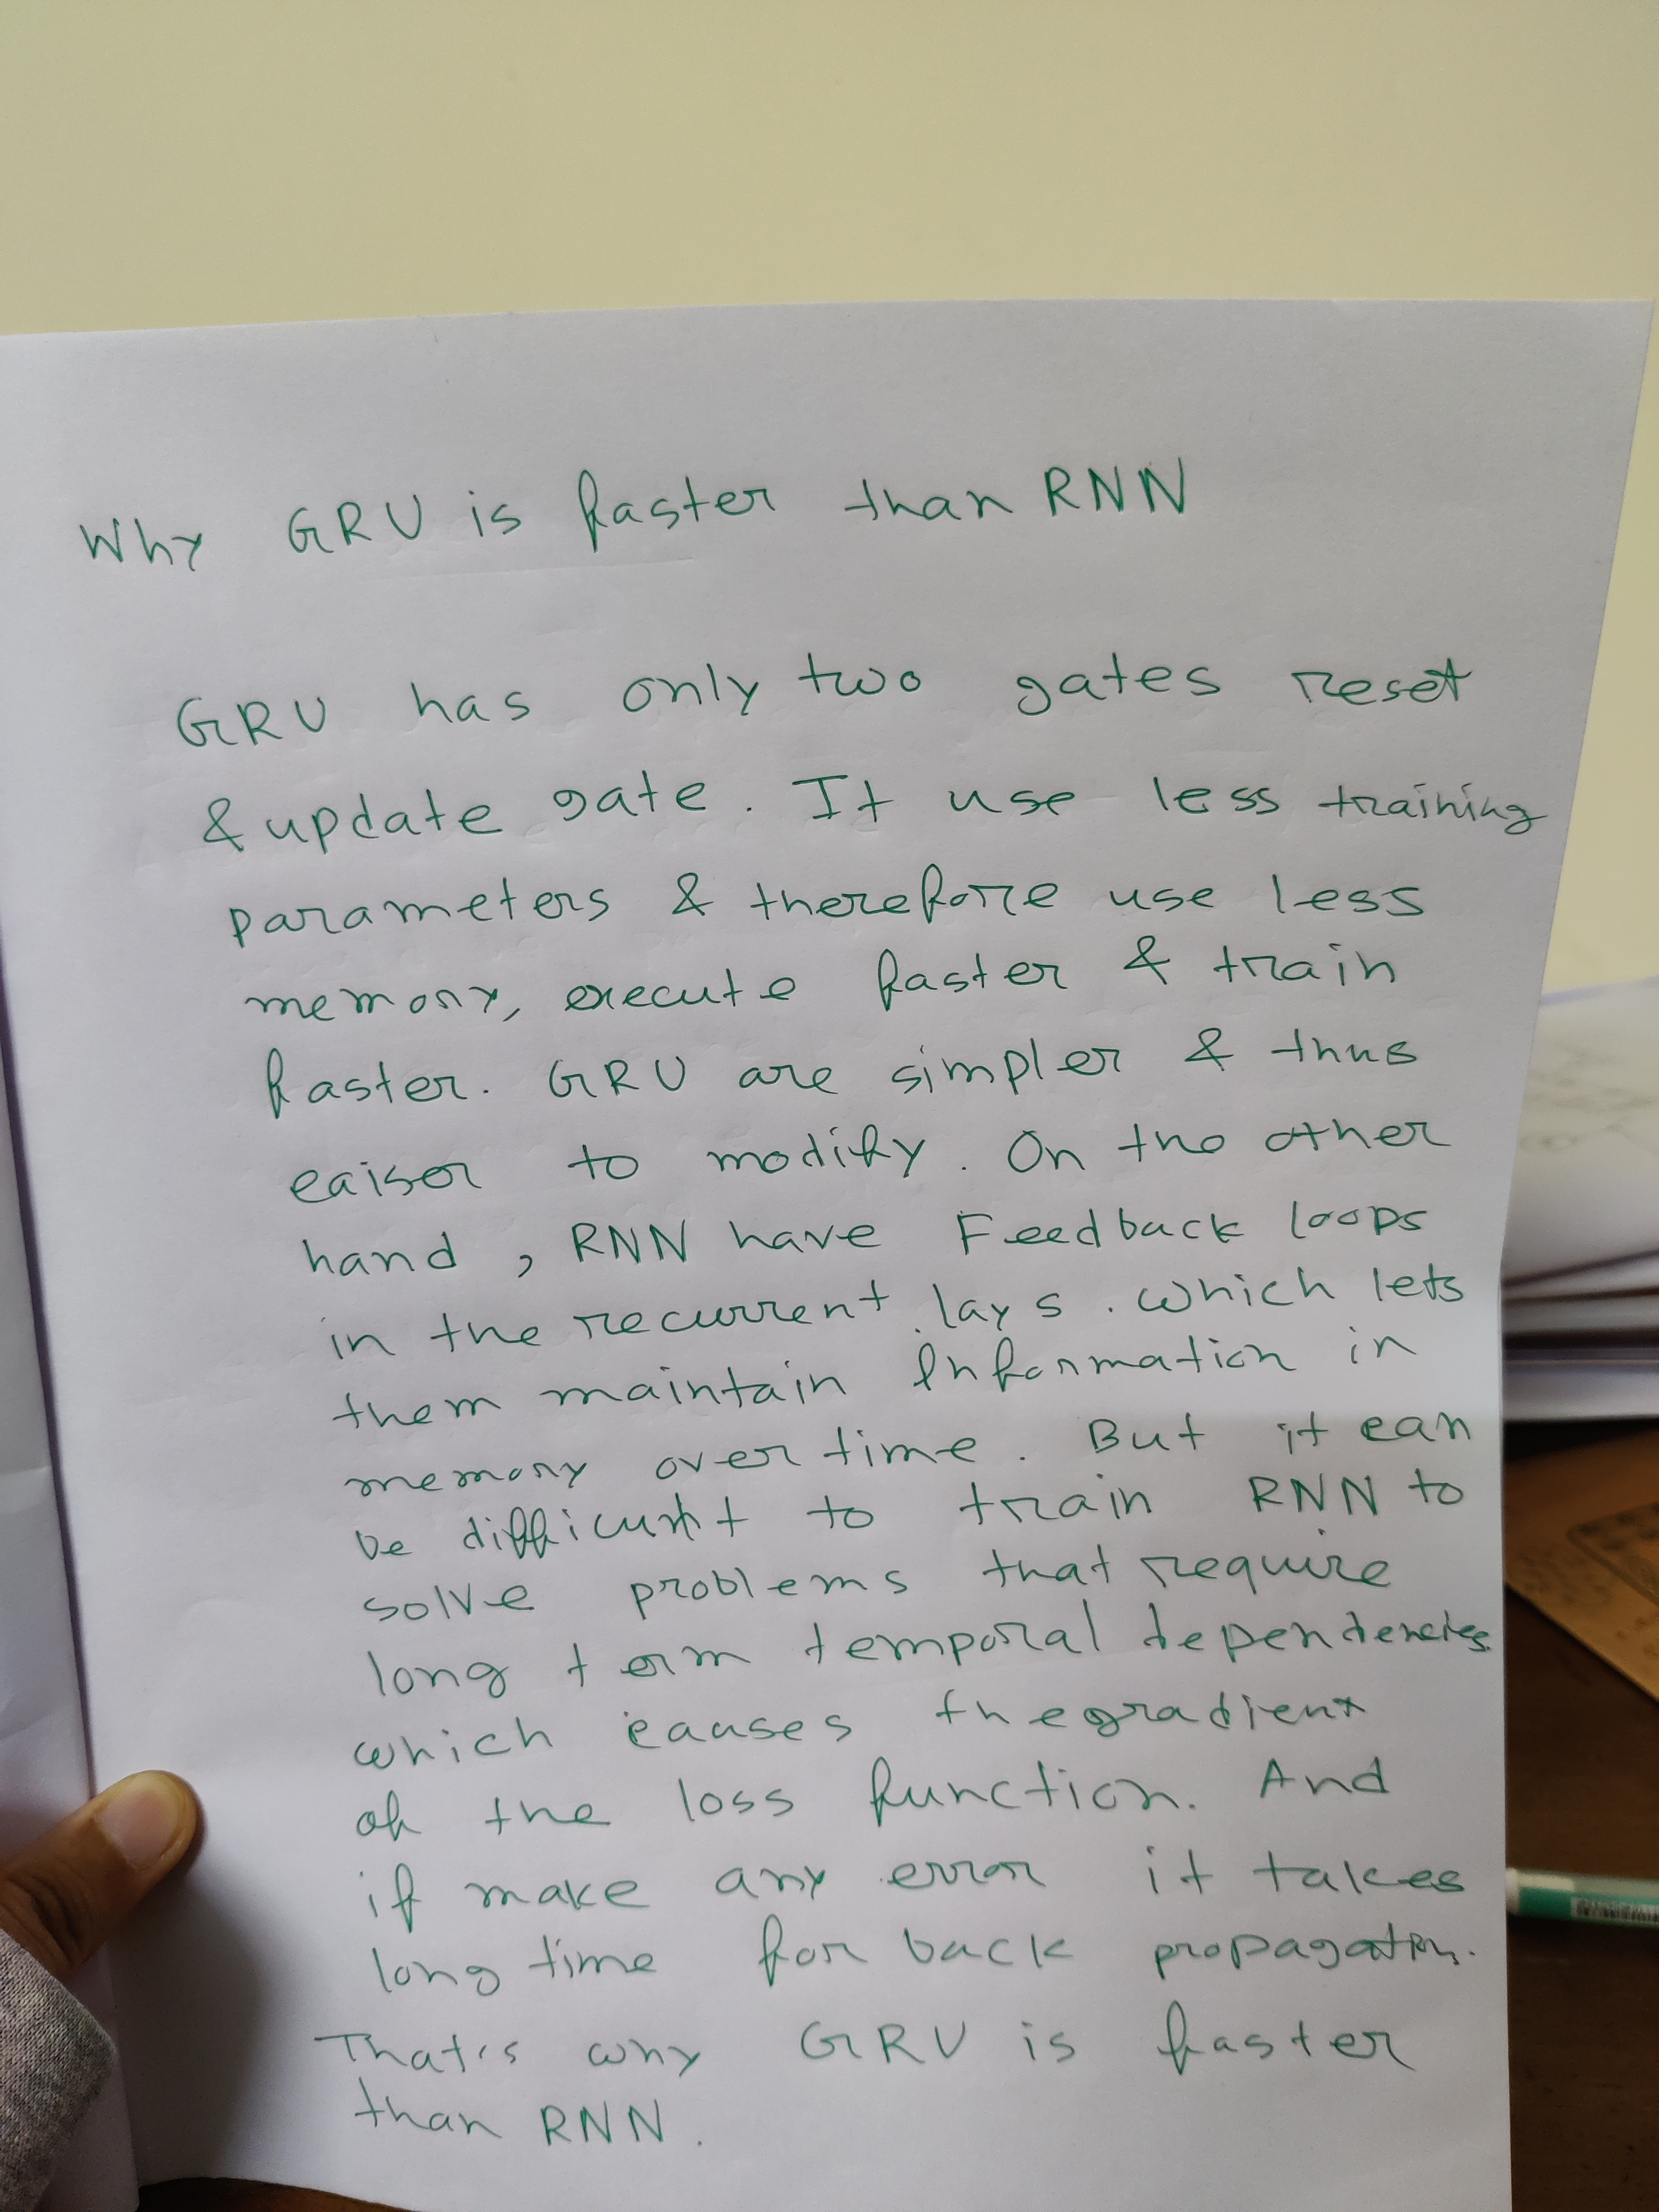 Why GRU is faster than RNN
GRU has only two gates reset
& update gate. It use less training
parameters & therefore use less
memory, execute faster & train
faster. GRU are simpler & thus
eaiser to modify. On the other
hand, RNN have Feedback loops
in the recurrent lays. which lets
them maintain Information in
memory over time. But it can
be difficult to train RNN to
solve problems that require
long term temporal dependencies
which causes the gradient
of the loss function. And
if make any error it takes
long time for back propagation.
That's why GRU is faster
than RNN.